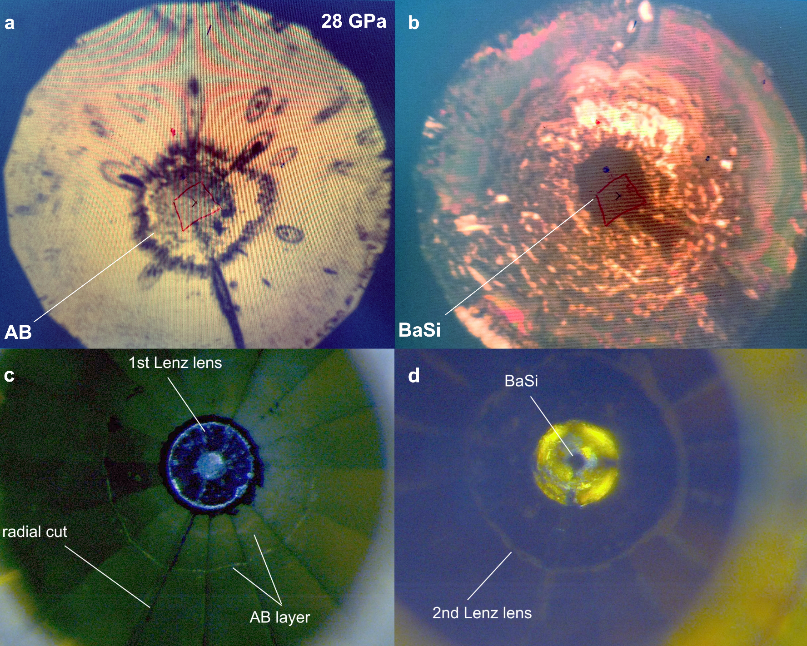 a
28 GPa
b
AB
BaSi
c
1st Lenz lens
radial cut
AB layer
d
BaSi
2nd Lenz lens